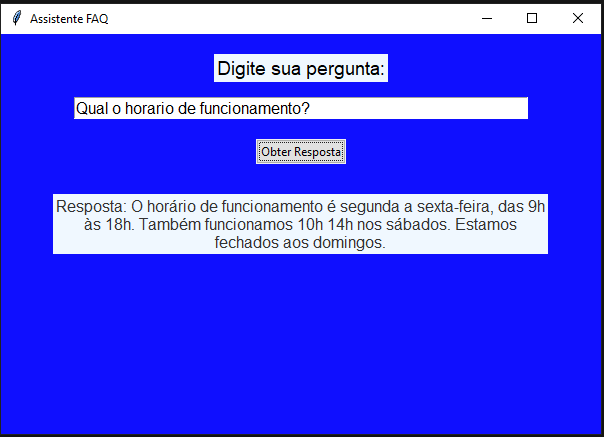 Assistente FAQ
Digite sua pergunta:
Qual o horario de funcionamento?
Obter Resposta
Resposta: O horário de funcionamento é segunda a sexta-feira, das 9h
às 18h. Também funcionamos 10h 14h nos sábados. Estamos
fechados aos domingos.